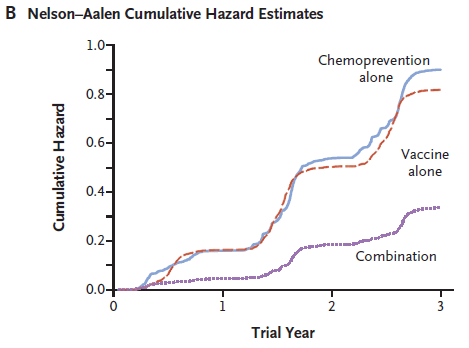 B Nelson–Aalen Cumulative Hazard Estimates
1.0
0.8
0.6
0.4
0.2
0.0
Cumulative Hazard
Chemoprevention
alone
Vaccine
alone
Combination
0 1 2 3
Trial Year